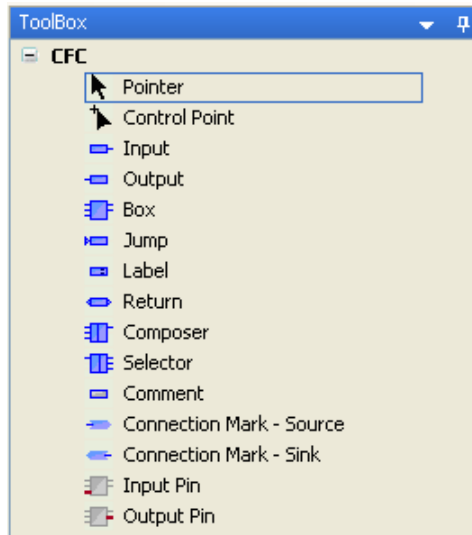 ToolBox
CFC
Pointer
Control Point
Input
Output
Box
Jump
Label
Return
Composer
Selector
Comment
Connection Mark - Source
Connection Mark - Sink
Input Pin
Output Pin